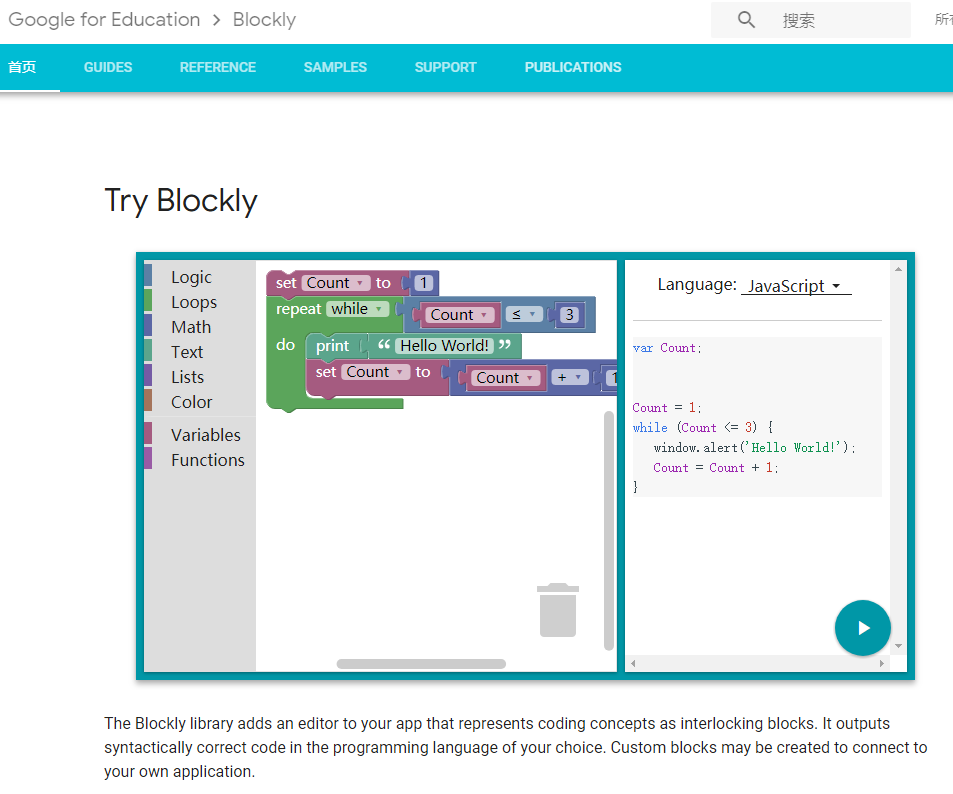 Google for Education > Blockly
搜索
所有
首页 GUIDES REFERENCE SAMPLES SUPPORT PUBLICATIONS
Try Blockly
Logic
Loops
Math
Text
Lists
Color
Variables
Functions
set Count to 1
repeat while Count ≤ 3
do print “ Hello World! ”
set Count to Count + 1
Language: JavaScript
var Count;
Count = 1;
while (Count <= 3) {
window.alert('Hello World!');
Count = Count + 1;
}
The Blockly library adds an editor to your app that represents coding concepts as interlocking blocks. It outputs
syntactically correct code in the programming language of your choice. Custom blocks may be created to connect to
your own application.